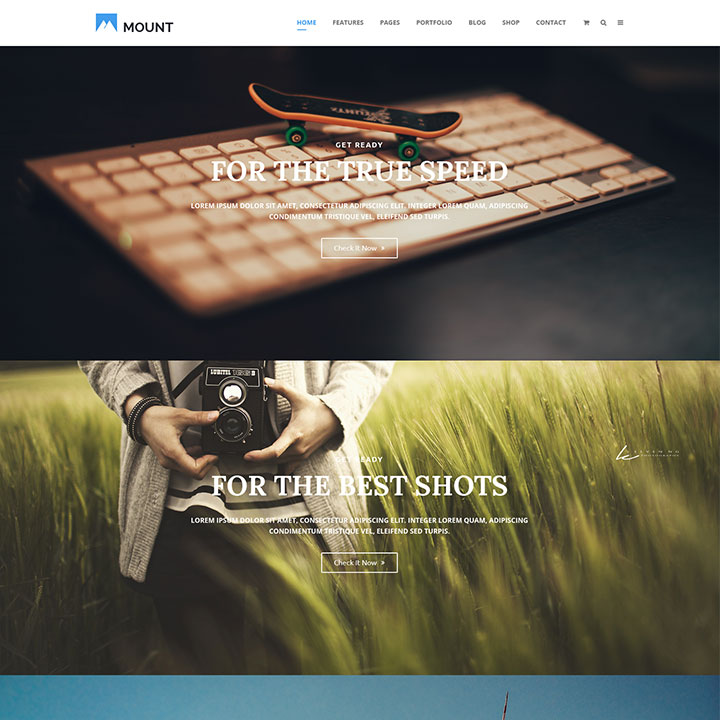 MOUNT
HOME FEATURES PAGES PORTFOLIO BLOG SHOP CONTACT
GET READY
FOR THE TRUE SPEED
LOREM IPSUM DOLOR SIT AMET, CONSECTETUR ADIPISCING ELIT. INTEGER LOREM QUAM, ADIPISCING
CONDIMENTUM TRISTIQUE VEL, ELEIFEND SED TURPIS.
Check It Now »
LUBITEL
GET READY
FOR THE BEST SHOTS
LOREM IPSUM DOLOR SIT AMET, CONSECTETUR ADIPISCING ELIT. INTEGER LOREM QUAM, ADIPISCING
CONDIMENTUM TRISTIQUE VEL, ELEIFEND SED TURPIS.
Check It Now »